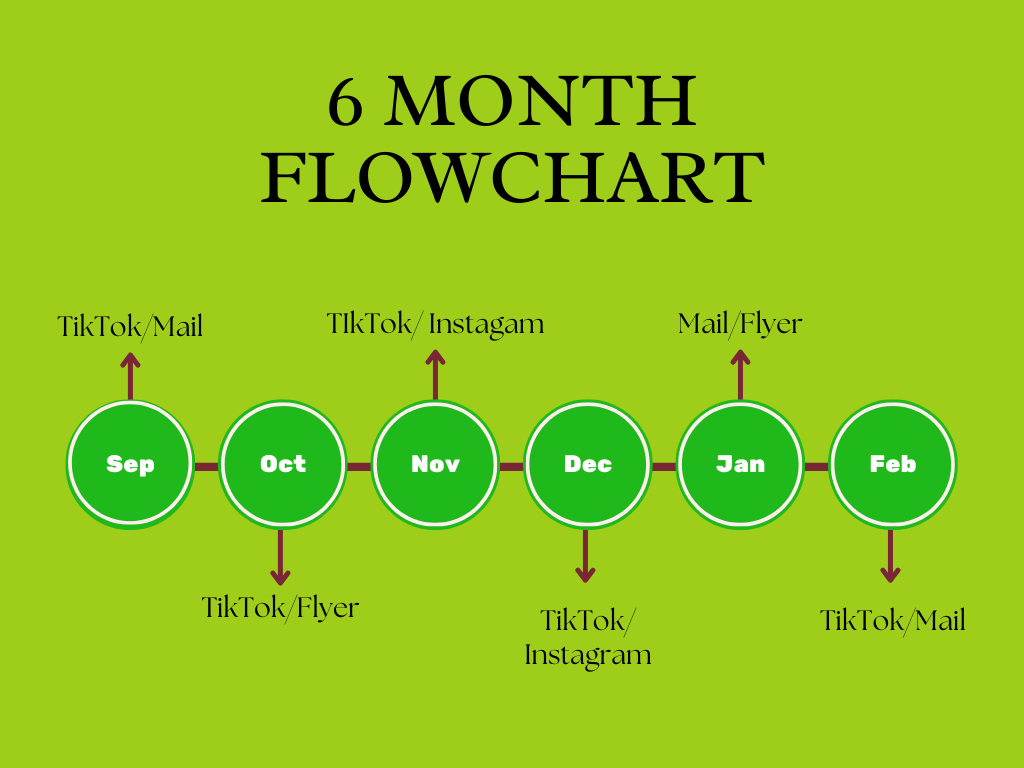 6 MONTH
FLOWCHART
TikTok/Mail
TIkTok/ Instagam
Mail/Flyer
Sep
Oct
Nov
Dec
Jan
Feb
TikTok/Flyer
TikTok/
Instagram
TikTok/Mail